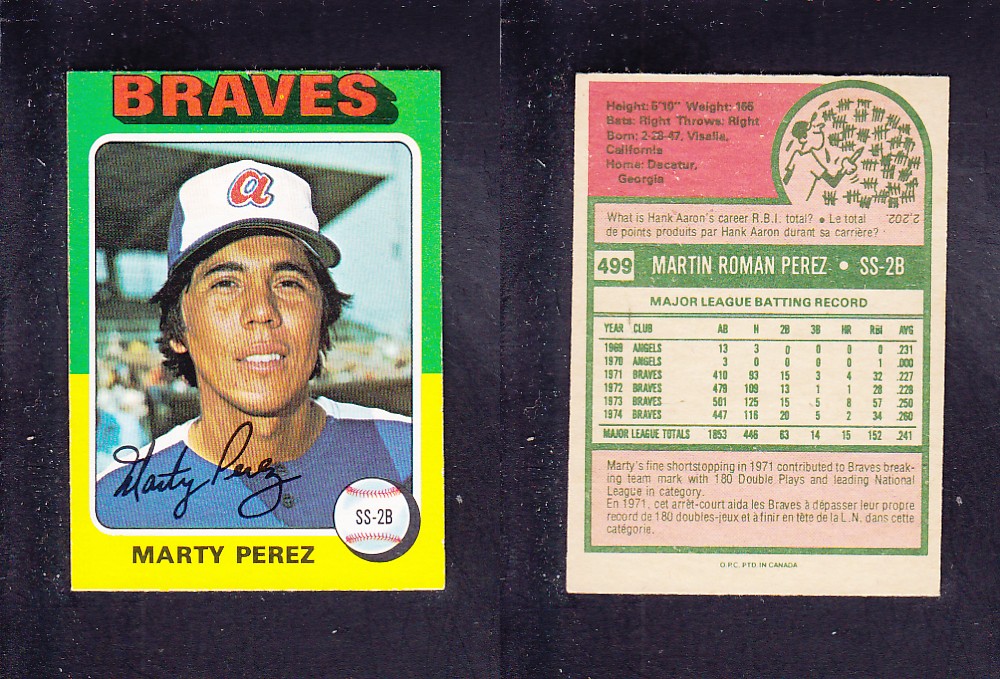 BRAVES
a
Marty Perez
SS-2B
MARTY PEREZ
Height: 5'10" Weight: 165
Bats: Right Throws: Right
Born: 2-28-47, Visalia,
California
Home: Decatur,
Georgia
What is Hank Aaron's career R.B.I. total? • Le total
de points produits par Hank Aaron durant sa carrière?
2,202.
499 MARTIN ROMAN PEREZ • SS-2B
MAJOR LEAGUE BATTING RECORD
YEAR CLUB AB H 2B 3B HR RBI AVG
1969 ANGELS 13 3 0 0 0 0 .231
1970 ANGELS 3 0 0 0 0 1 .000
1971 BRAVES 410 93 15 3 4 32 .227
1972 BRAVES 479 109 13 1 1 28 .228
1973 BRAVES 501 125 15 5 8 57 .250
1974 BRAVES 447 116 20 5 2 34 .260
MAJOR LEAGUE TOTALS 1853 446 63 14 15 152 .241
Marty's fine shortstopping in 1971 contributed to Braves break-
ing team mark with 180 Double Plays and leading National
League in category.
En 1971, cet arrêt-court aida les Braves à dépasser leur propre
record de 180 doubles-jeux et à finir en tête de la L.N. dans cette
catégorie.
O.P.C. PTD. IN CANADA